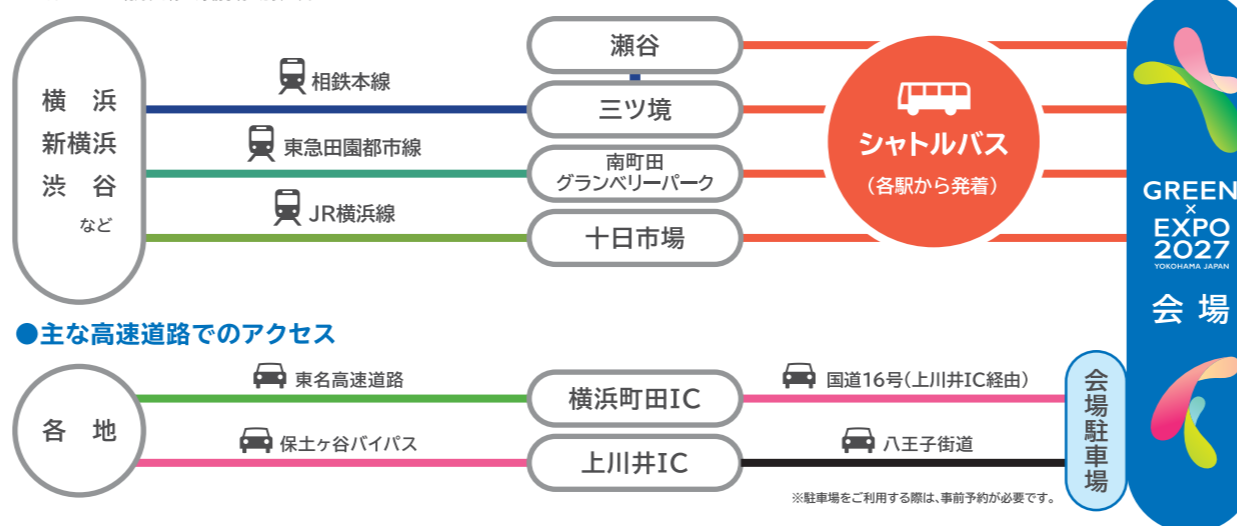 横 浜
新横浜
渋 谷
など
相鉄本線
東急田園都市線
JR横浜線
瀬谷
三ツ境
南町田
グランベリーパーク
十日市場
シャトルバス
(各駅から発着)
GREEN
×
EXPO
2027
YOKOHAMA JAPAN
会 場
●主な高速道路でのアクセス
各 地
東名高速道路
保土ヶ谷バイパス
横浜町田IC
上川井IC
国道16号(上川井IC経由)
八王子街道
会場駐車場
※駐車場をご利用する際は、事前予約が必要です。